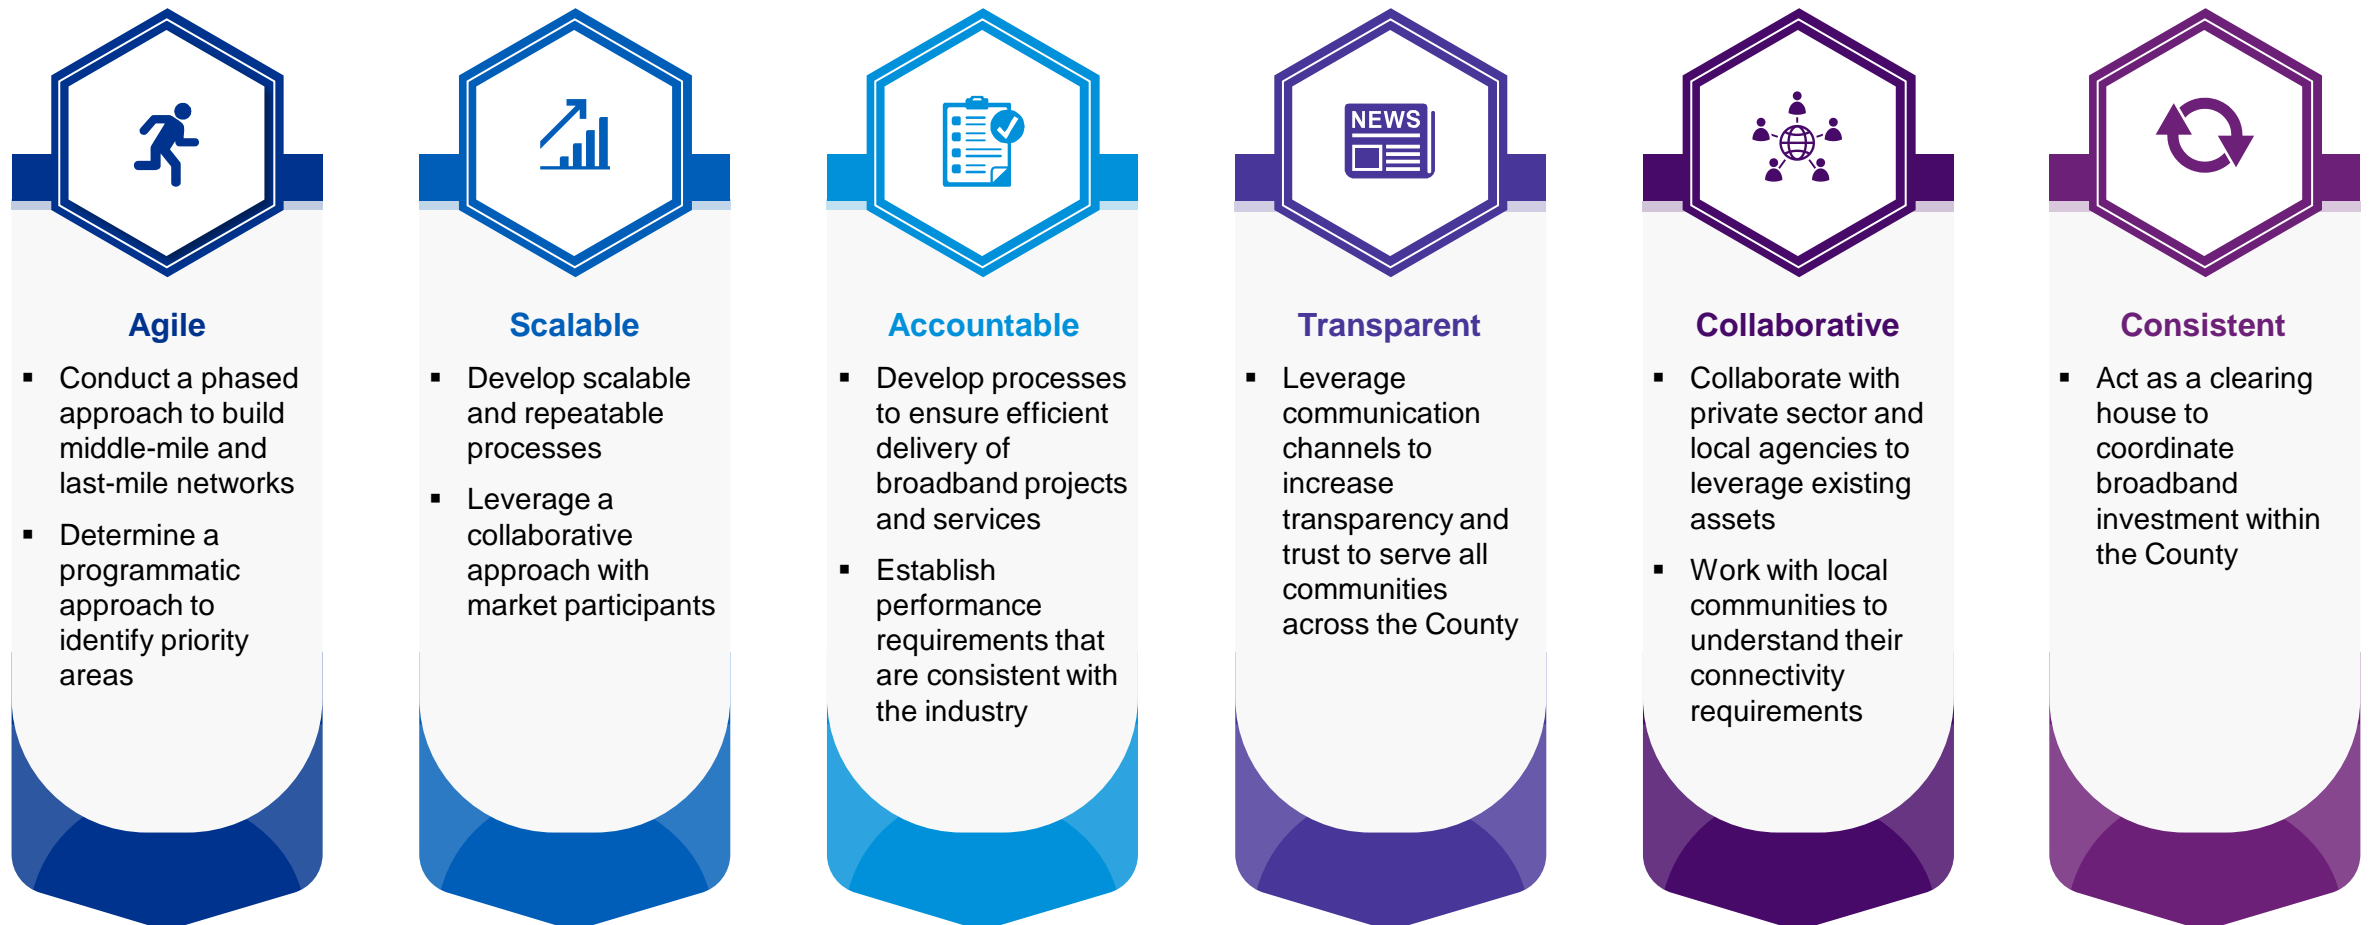 Agile
▪ Conduct a phased
approach to build
middle-mile and
last-mile networks
▪ Determine a
programmatic
approach to
identify priority
areas
Scalable
▪ Develop scalable
and repeatable
processes
▪ Leverage a
collaborative
approach with
market participants
Accountable
▪ Develop processes
to ensure efficient
delivery of
broadband projects
and services
▪ Establish
performance
requirements that
are consistent with
the industry
NEWS
Transparent
▪ Leverage
communication
channels to
increase
transparency and
trust to serve all
communities
across the County
Collaborative
▪ Collaborate with
private sector and
local agencies to
leverage existing
assets
▪ Work with local
communities to
understand their
connectivity
requirements
Consistent
▪ Act as a clearing
house to
coordinate
broadband
investment within
the County